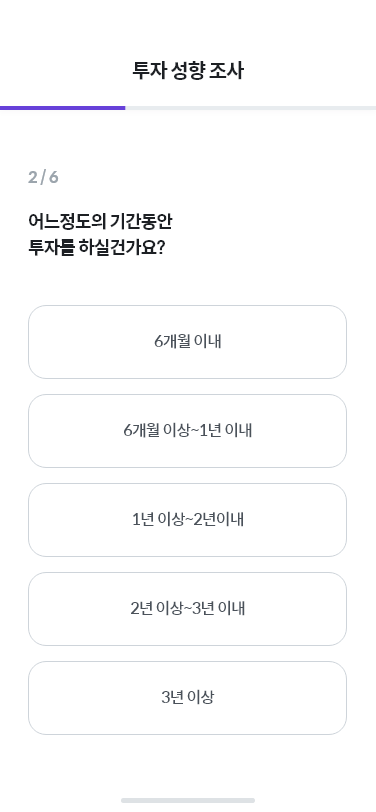 투자 성향 조사
2 / 6
어느정도의 기간동안
투자를 하실건가요?
6개월 이내
6개월 이상~1년 이내
1년 이상~2년이내
2년 이상~3년 이내
3년 이상